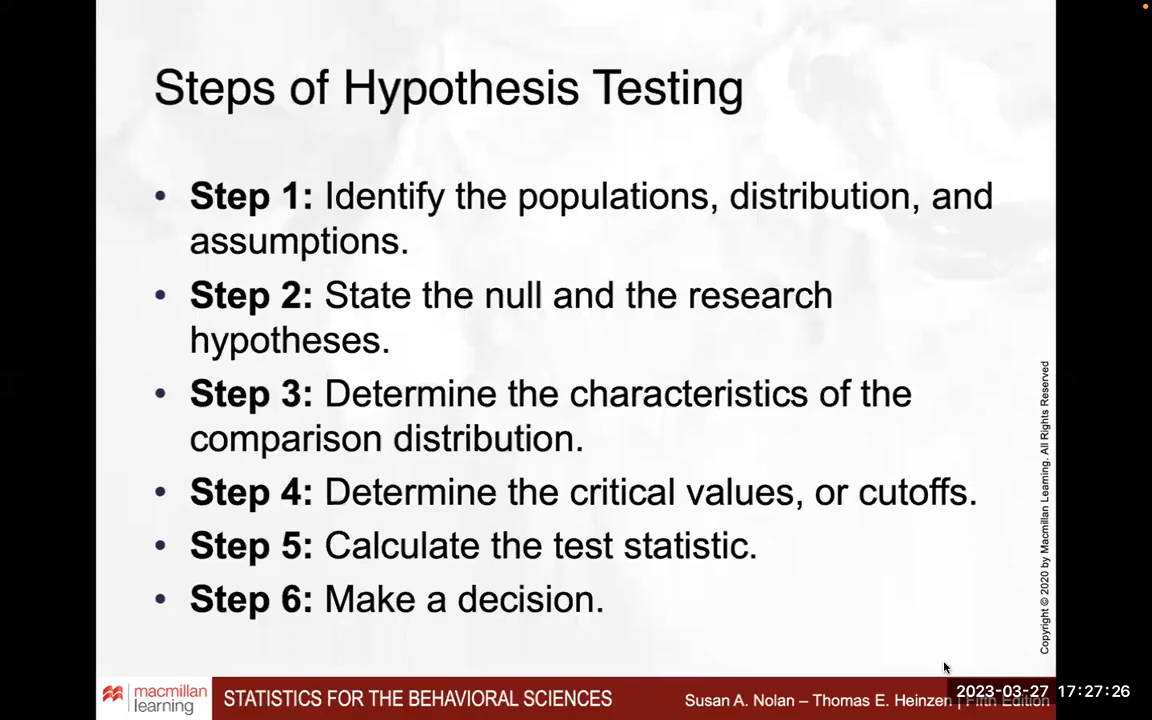 Steps of Hypothesis Testing
• Step 1: Identify the populations, distribution, and
assumptions.
• Step 2: State the null and the research
hypotheses.
• Step 3: Determine the characteristics of the
comparison distribution.
• Step 4: Determine the critical values, or cutoffs.
• Step 5: Calculate the test statistic.
• Step 6: Make a decision.
Copyright © 2020 by Macmillan Learning. All Rights Reserved
macmillan
learning
STATISTICS FOR THE BEHAVIORAL SCIENCES
Susan A. Nolan – Thomas E. Heinzen | Fifth Edition
2023-03-27 17:27:26